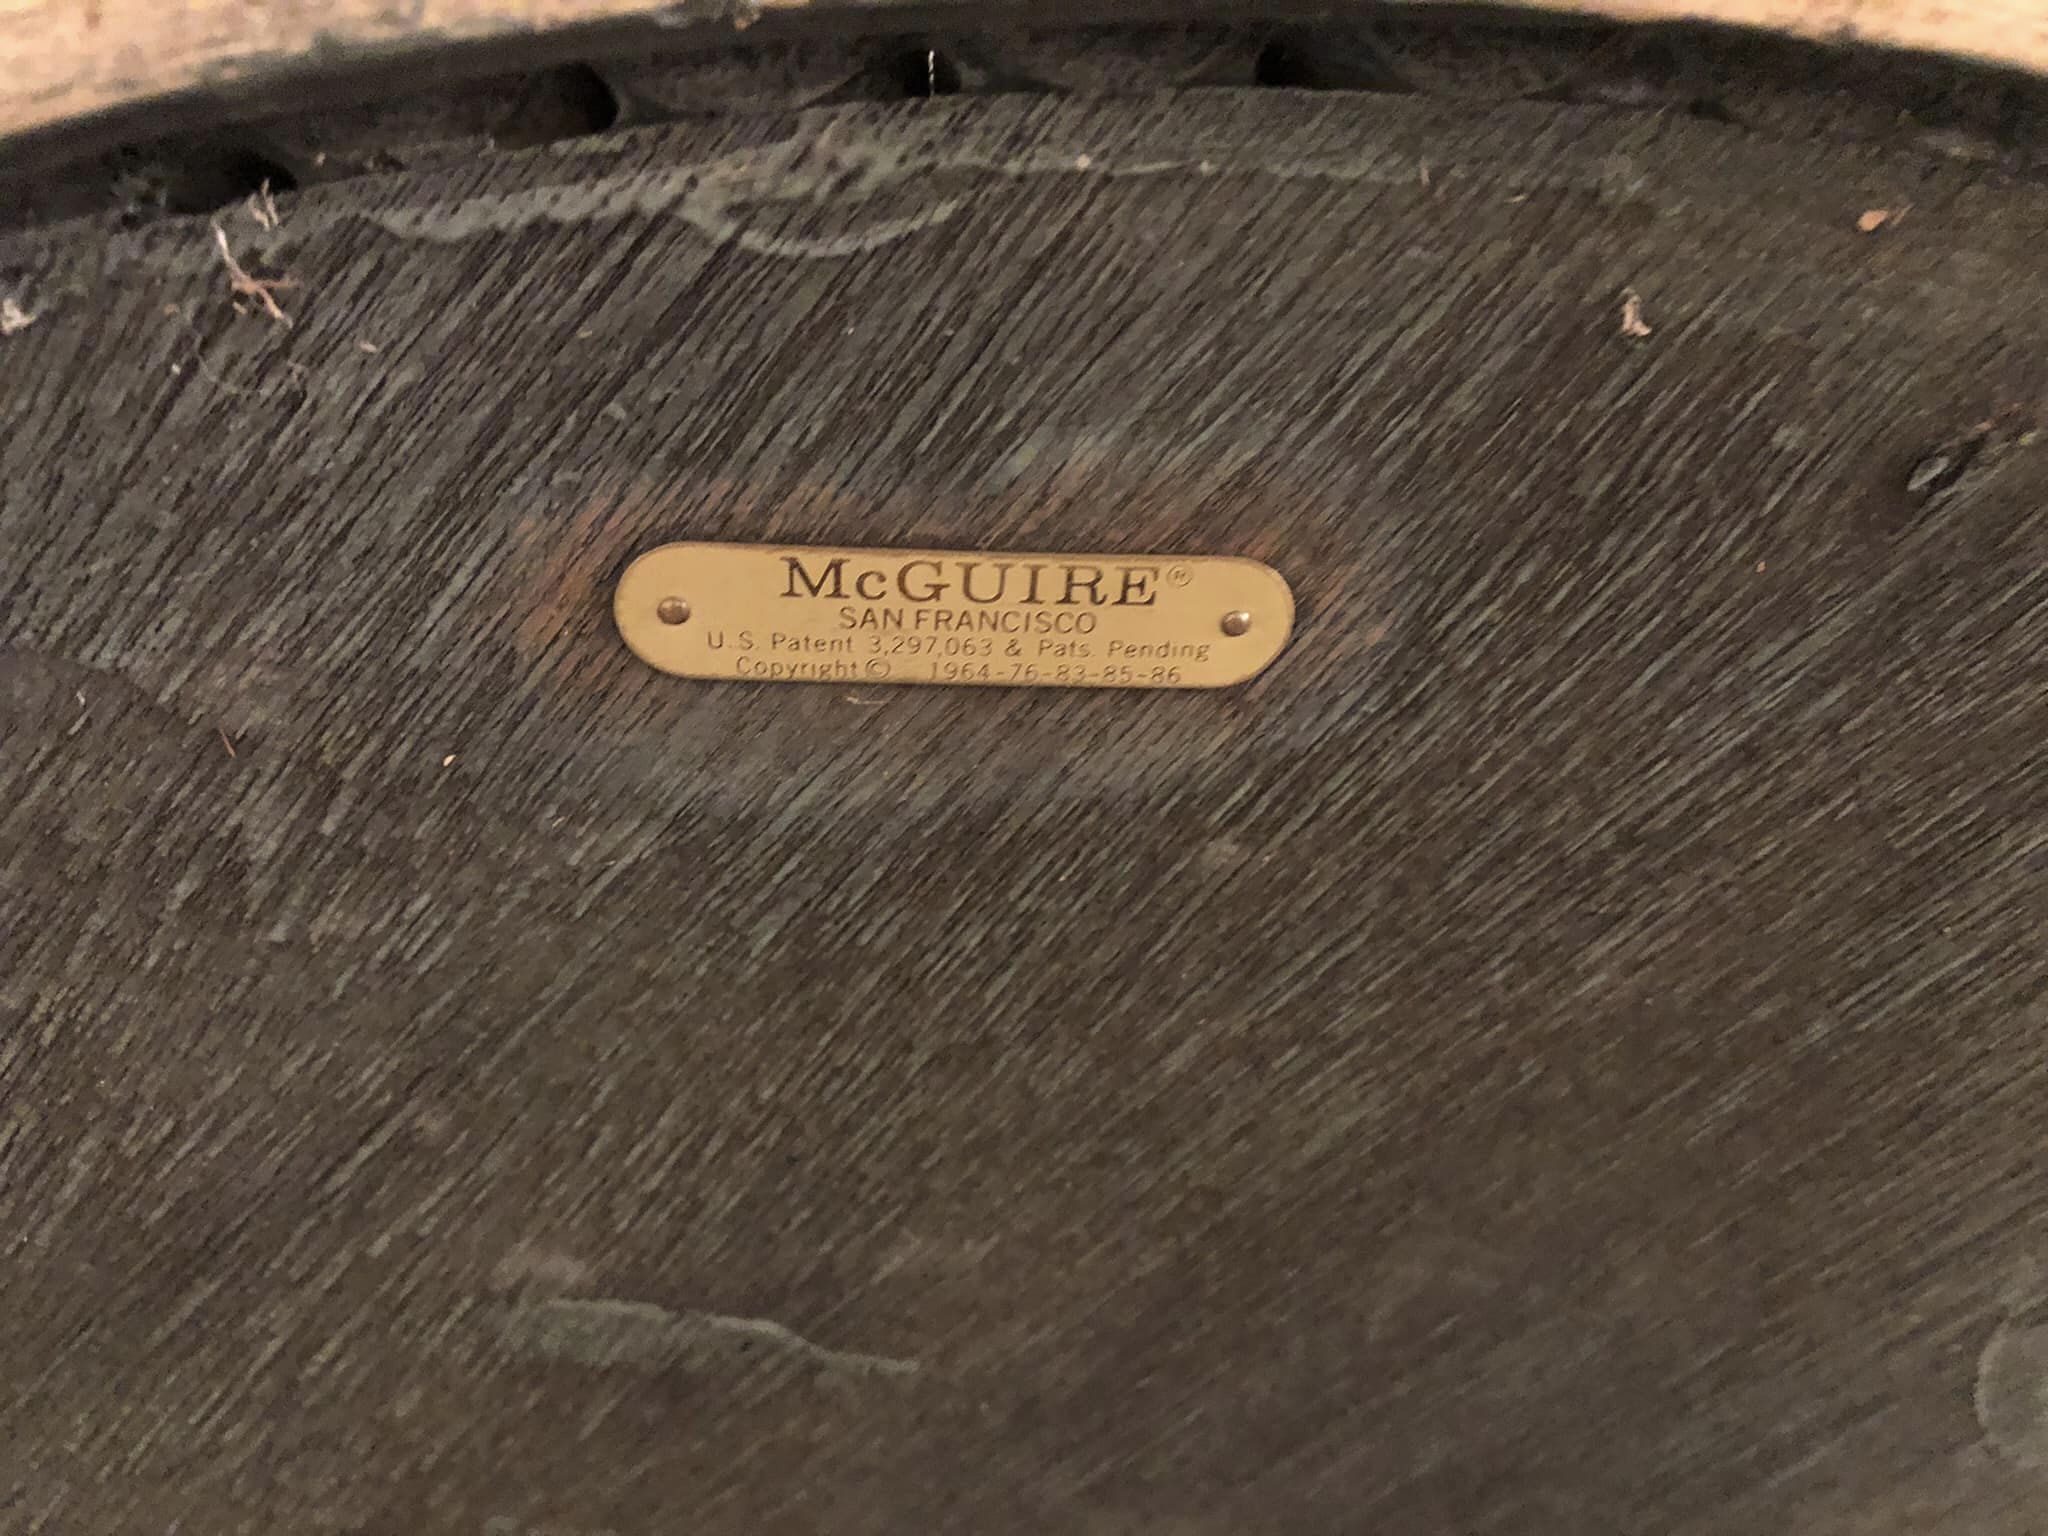 McGUIRE®
SAN FRANCISCO
U.S. Patent 3,297,063 & Pats. Pending
Copyright © 1964-76-83-85-86